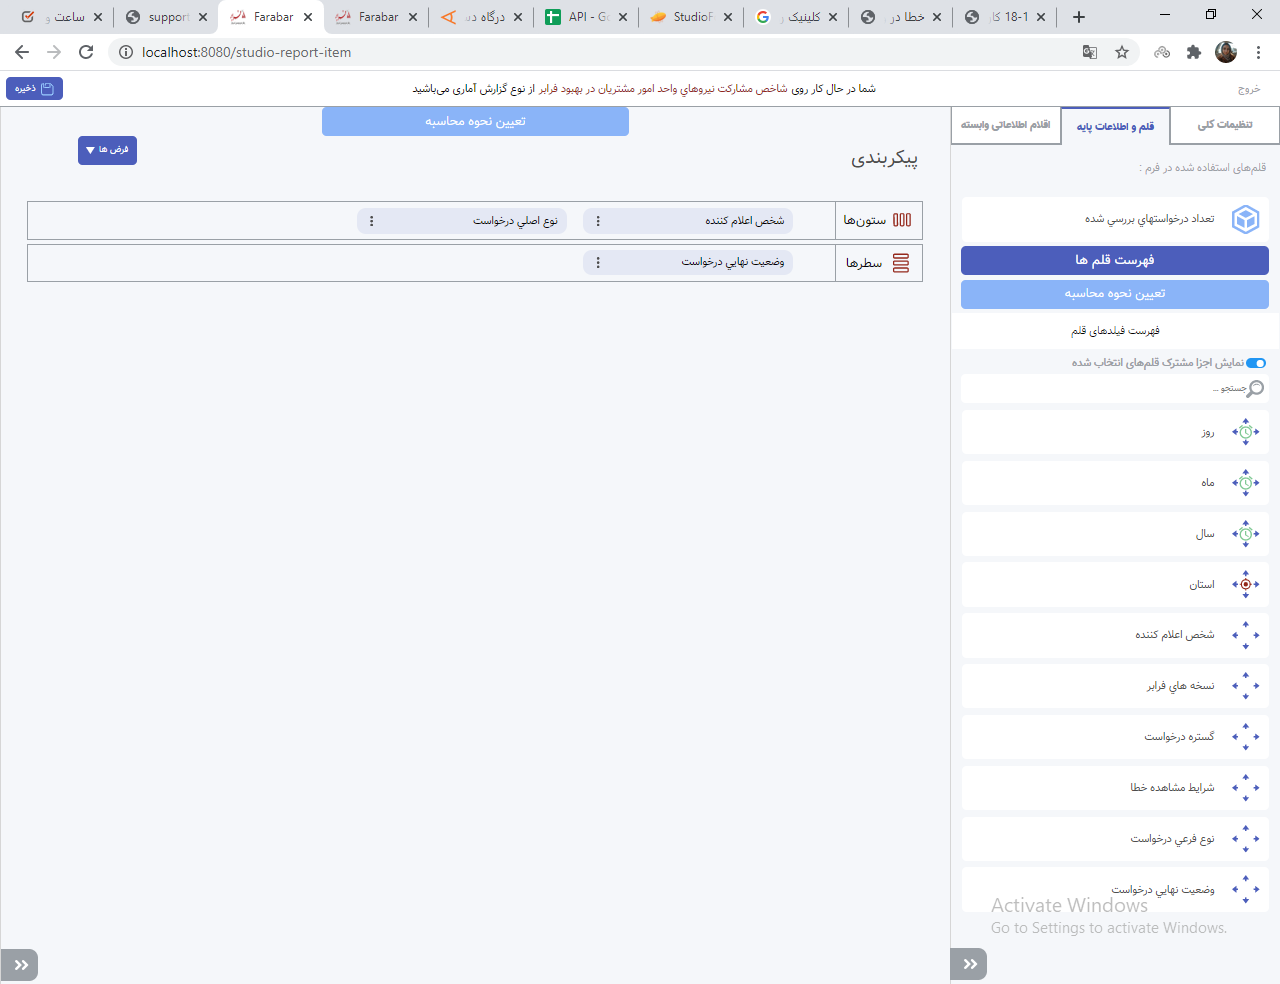 ساعت و
support
Farabar
Farabar
درگاه دس
API - Go
StudioF
کلینیک ر
خطا در
18-1 کار
localhost:8080/studio-report-item
خروج
شما در حال کار روی شاخص مشارکت نیروهاي واحد امور مشتریان در بهبود فرابر از نوع گزارش آماری می‌باشید
ذخیره
تنظیمات کلی
قلم و اطلاعات پایه
اقلام اطلاعاتی وابسته
قلم‌های استفاده شده در فرم :
تعداد درخواستهاي بررسي شده
فهرست قلم ها
تعیین نحوه محاسبه
فهرست فیلدهای قلم
نمایش اجزا مشترک قلم‌های انتخاب شده
جستجو ...
روز
ماه
سال
استان
شخص اعلام کننده
نسخه هاي فرابر
گستره درخواست
شرایط مشاهده خطا
نوع فرعي درخواست
وضعیت نهایي درخواست
تعیین نحوه محاسبه
فرض ها
پیکربندی
ستون‌ها
شخص اعلام کننده
نوع اصلي درخواست
سطرها
وضعیت نهایي درخواست
Activate Windows
Go to Settings to activate Windows.